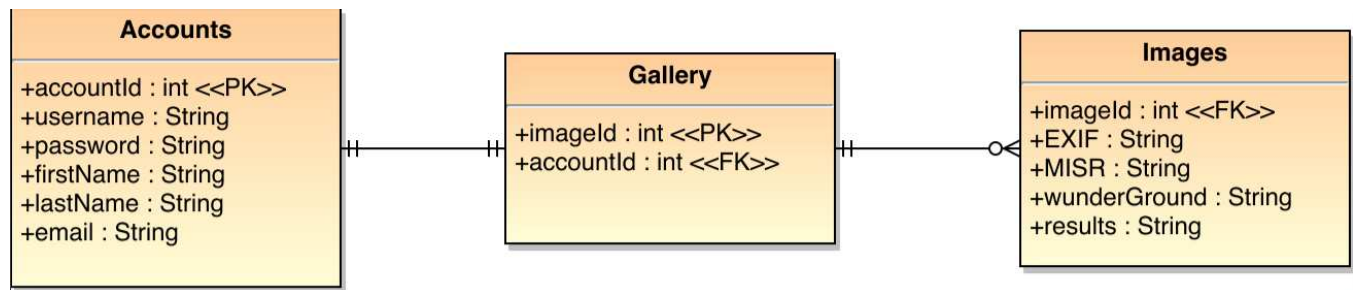 Accounts
+accountId : int <<PK>>
+username : String
+password : String
+firstName : String
+lastName : String
+email : String
Gallery
+imageId : int <<PK>>
+accountId : int <<FK>>
Images
+imageId : int <<FK>>
+EXIF : String
+MISR : String
+wunderGround : String
+results : String